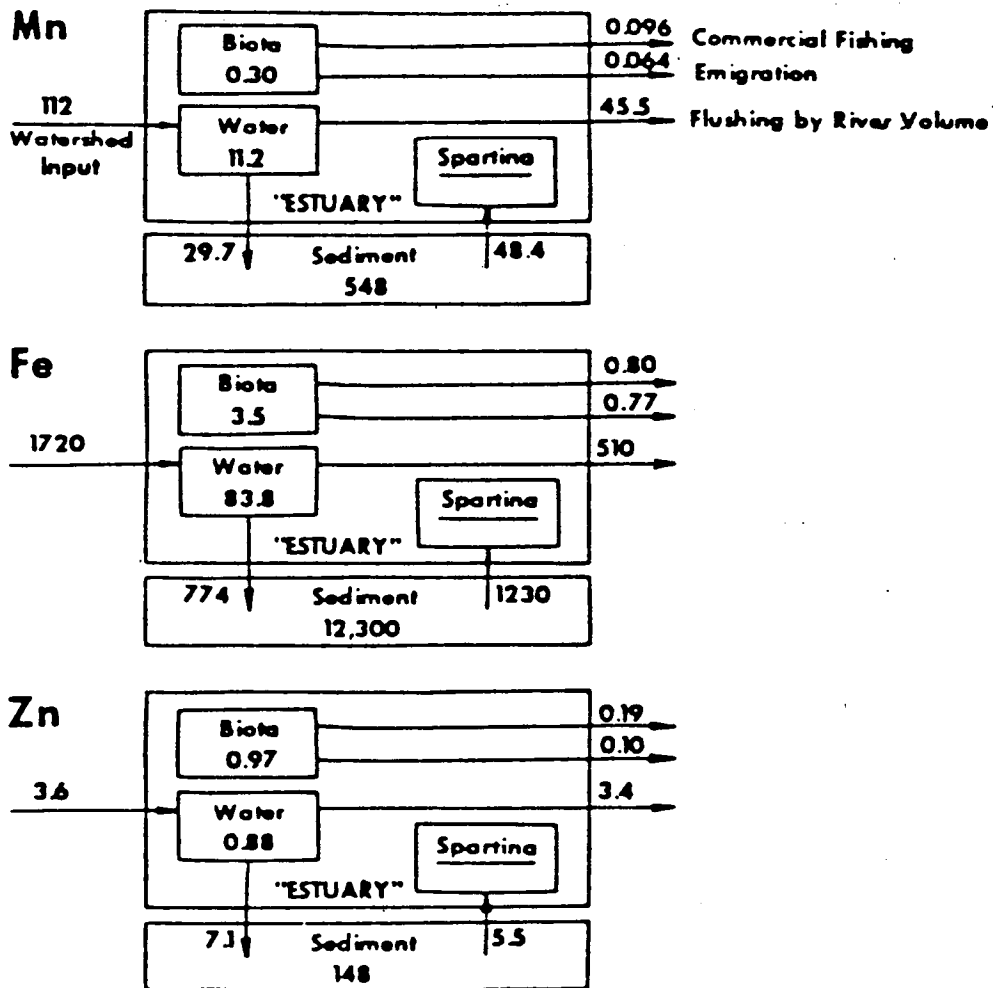 Mn
Biota
0.30
0.096
Commercial Fishing
0.064
Emigration
112
Watershed
Input
Water
11.2
45.5
Flushing by River Volume
Spartina
"ESTUARY"
29.7
Sediment
548
48.4
Fe
Biota
3.5
0.80
0.77
1720
Water
83.8
510
Spartina
"ESTUARY"
774
Sediment
12,300
1230
Zn
Biota
0.97
0.19
0.10
3.6
Water
0.88
3.4
Spartina
"ESTUARY"
7.1
Sediment
148
5.5